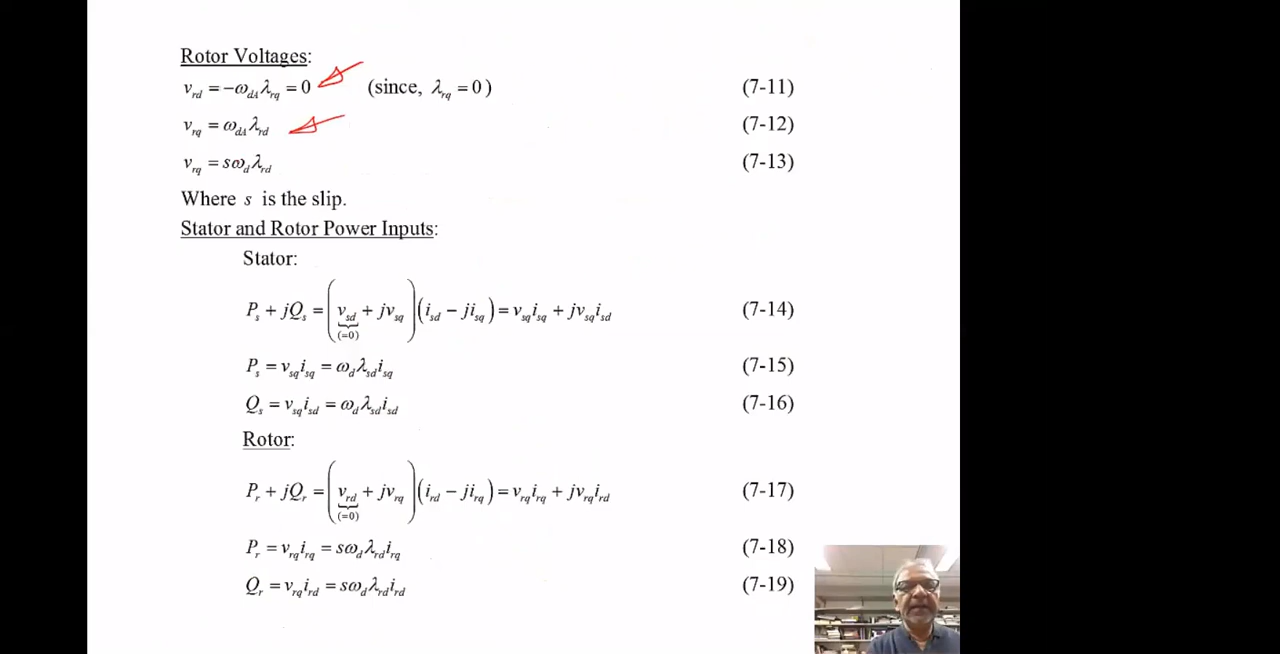 Rotor Voltages:
v_rd = −ω_dA λ_rq = 0 (since, λ_rq = 0) (7-11)
v_rq = ω_dA λ_rd (7-12)
v_rq = sω_d λ_rd (7-13)
Where s is the slip.
Stator and Rotor Power Inputs:
Stator:
P_s + jQ_s = (v_sd (=0) + jv_sq)(i_sd − ji_sq) = v_sq i_sq + jv_sq i_sd (7-14)
P_s = v_sq i_sq = ω_d λ_sd i_sq (7-15)
Q_s = v_sq i_sd = ω_d λ_sd i_sd (7-16)
Rotor:
P_r + jQ_r = (v_rd (=0) + jv_rq)(i_rd − ji_rq) = v_rq i_rq + jv_rq i_rd (7-17)
P_r = v_rq i_rq = sω_d λ_rd i_rq (7-18)
Q_r = v_rq i_rd = sω_d λ_rd i_rd (7-19)